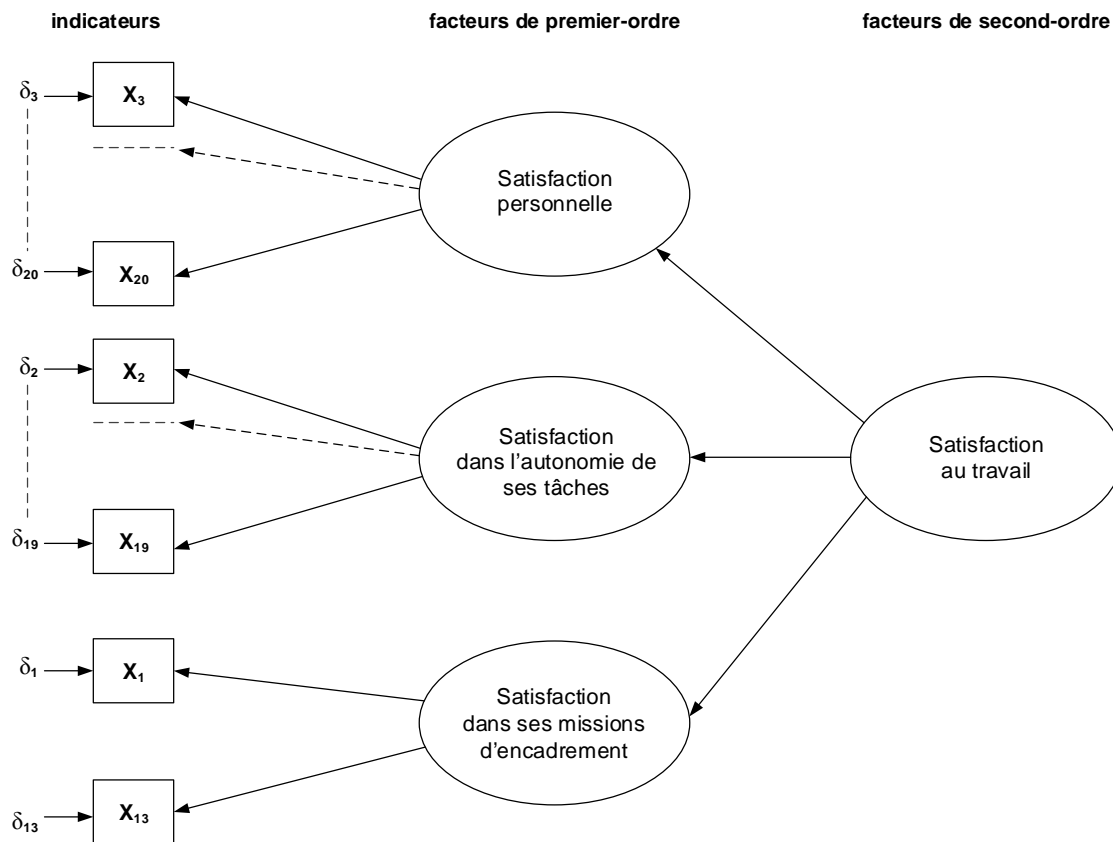 indicateurs
facteurs de premier-ordre
facteurs de second-ordre
δ3
X3
δ20
X20
Satisfaction
personnelle
δ2
X2
δ19
X19
Satisfaction
dans l'autonomie de
ses tâches
Satisfaction
au travail
δ1
X1
δ13
X13
Satisfaction
dans ses missions
d'encadrement